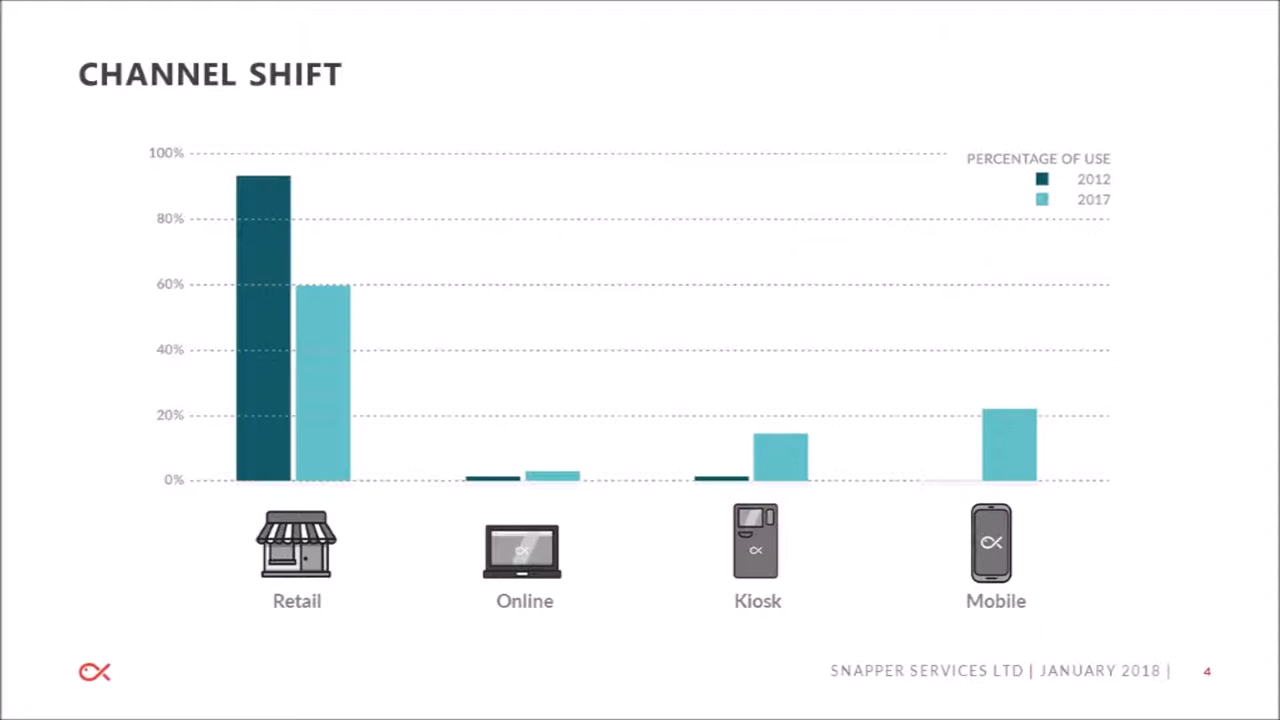 CHANNEL SHIFT
100%
PERCENTAGE OF USE
2012
2017
80%
60%
40%
20%
0%
Retail
Online
Kiosk
Mobile
SNAPPER SERVICES LTD | JANUARY 2018 | 4